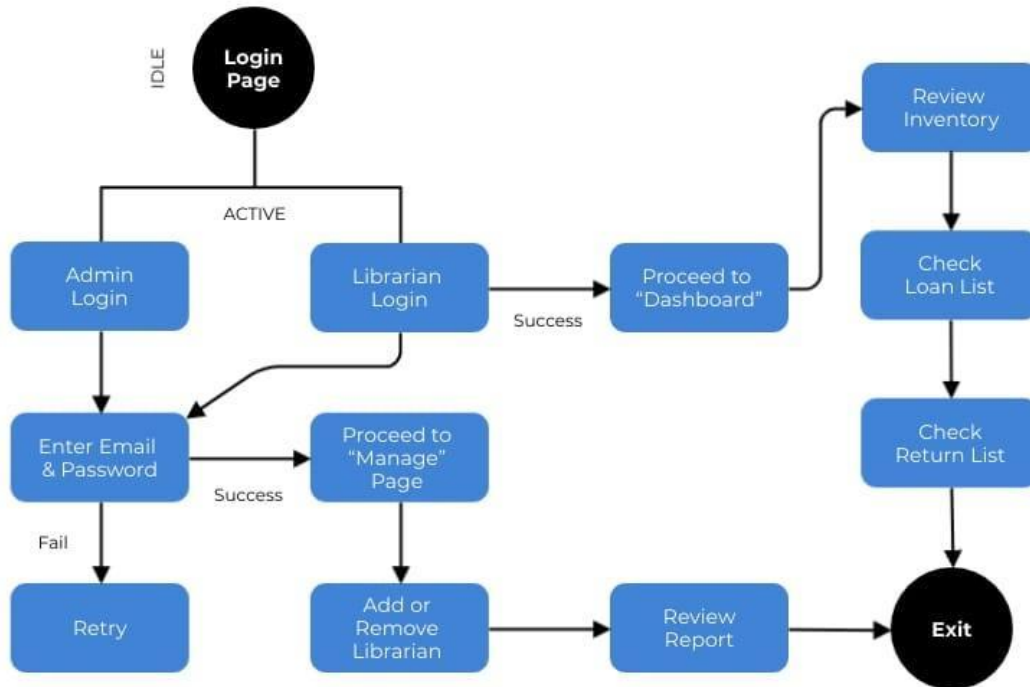 IDLE
Login
Page
Review
Inventory
ACTIVE
Admin
Login
Librarian
Login
Success
Proceed to
“Dashboard”
Check
Loan List
Enter Email
& Password
Success
Proceed to
“Manage”
Page
Check
Return List
Fail
Retry
Add or
Remove
Librarian
Review
Report
Exit